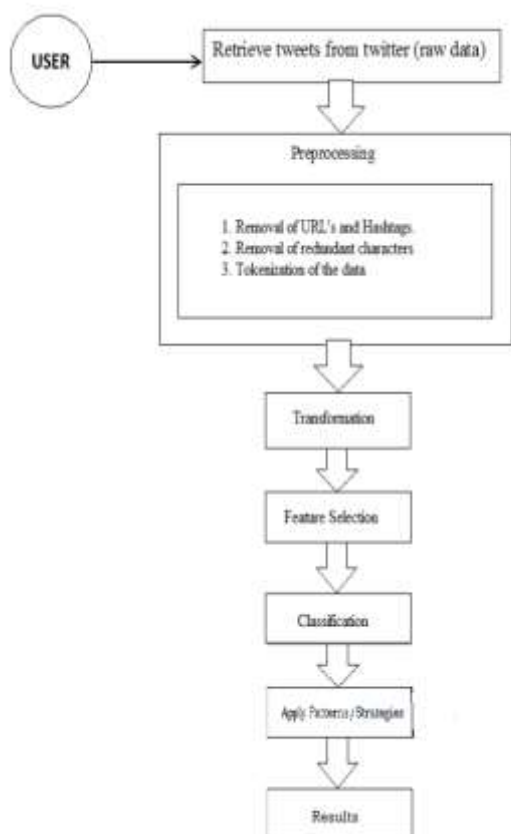 USER
Retrieve tweets from twitter (raw data)
Preprocessing
1. Removal of URL's and Hashtags.
2. Removal of redundant characters
3. Tokenization of the data
Transformation
Feature Selection
Classification
Apply Patterns / Strategies
Results